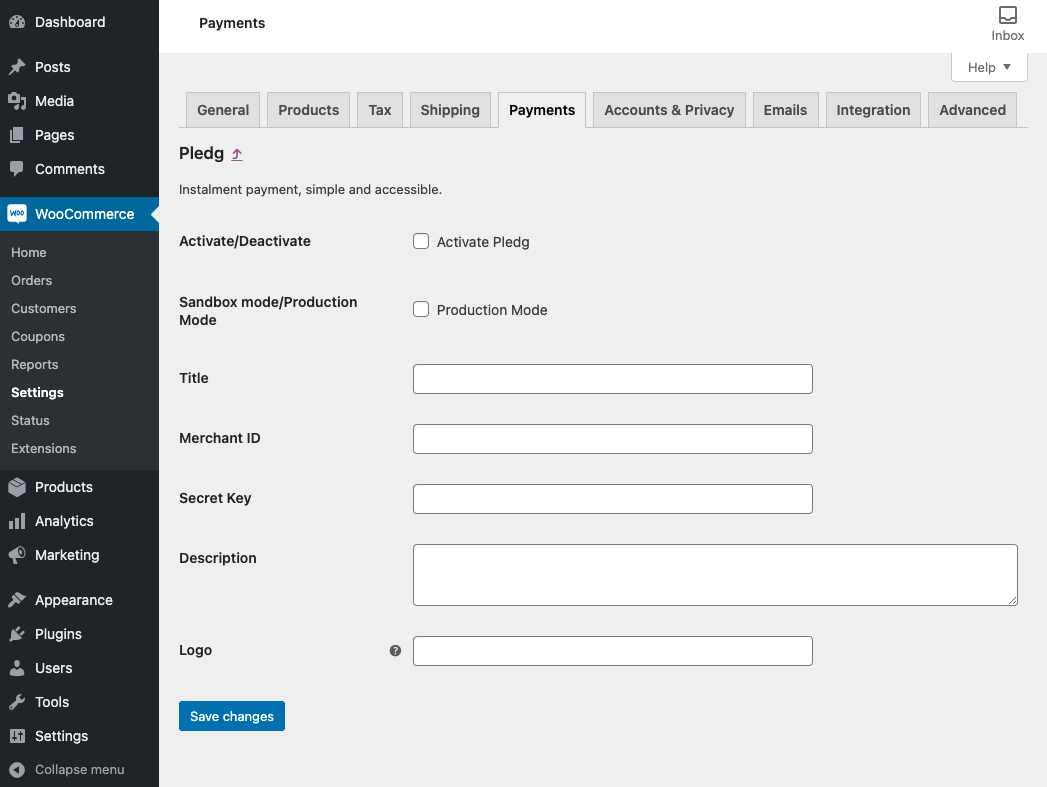 Dashboard
Posts
Media
Pages
Comments
WOO WooCommerce
Home
Orders
Customers
Coupons
Reports
Settings
Status
Extensions
Products
Analytics
Marketing
Appearance
Plugins
Users
Tools
Settings
Collapse menu
Payments
Inbox
Help
General Products Tax Shipping Payments Accounts & Privacy Emails Integration Advanced
Pledg
Instalment payment, simple and accessible.
Activate/Deactivate Activate Pledg
Sandbox mode/Production
Mode
Production Mode
Title
Merchant ID
Secret Key
Description
Logo ?
Save changes